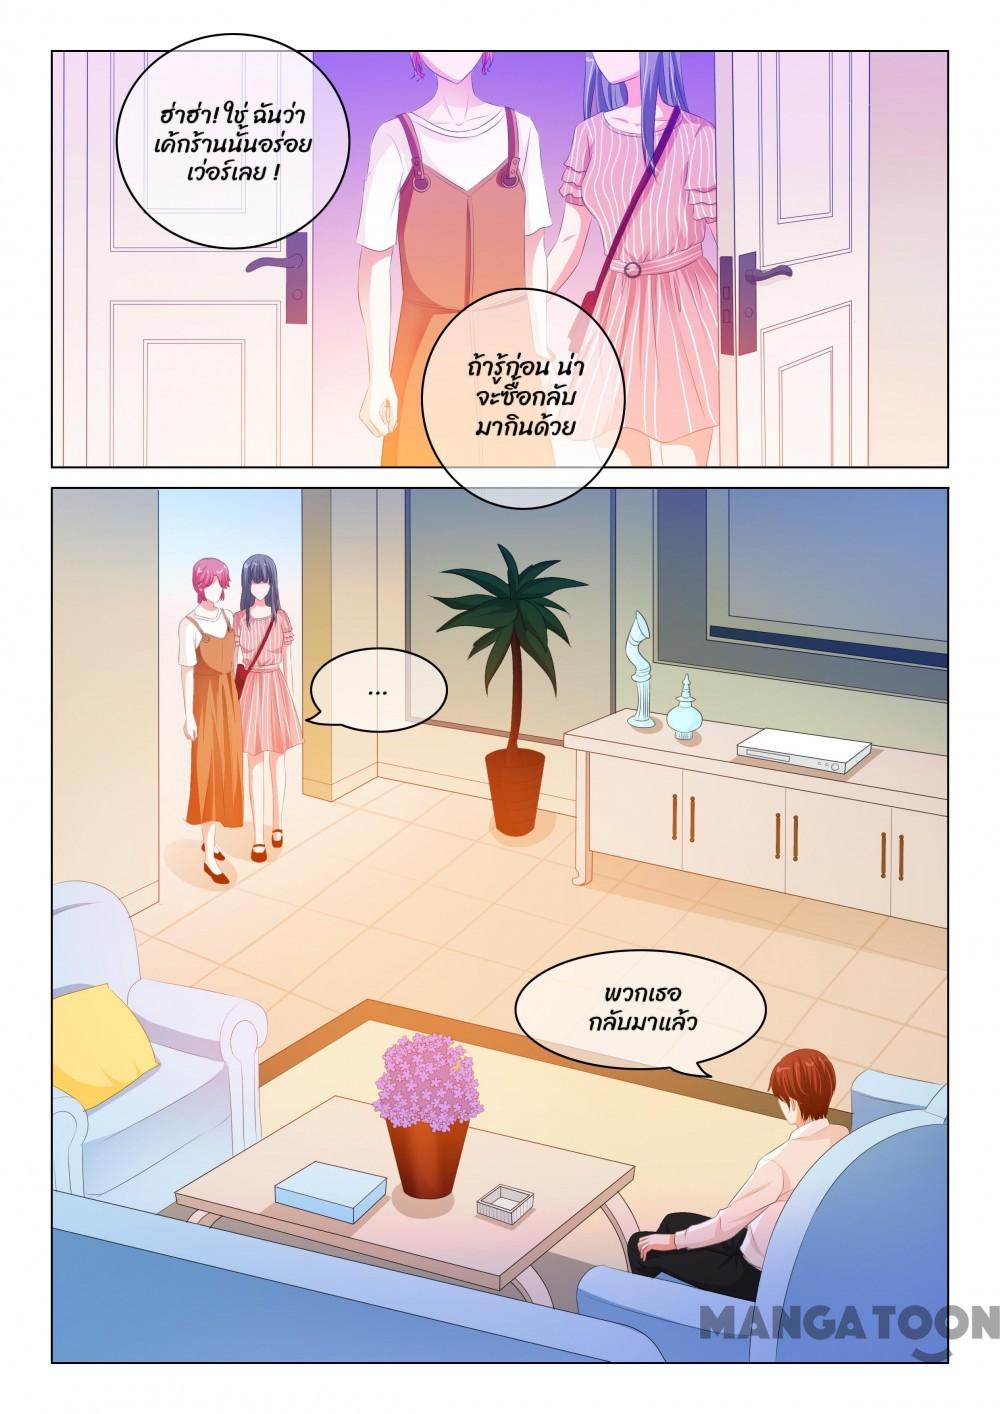 ฮ่าฮ่า! ใช่ ฉันว่า
เค้กร้านนั้นอร่อย
เว่อร์เลย !
ถ้ารู้ก่อน น่า
จะซื้อกลับ
มากินด้วย
...
พวกเธอ
กลับมาแล้ว
MANGATOON